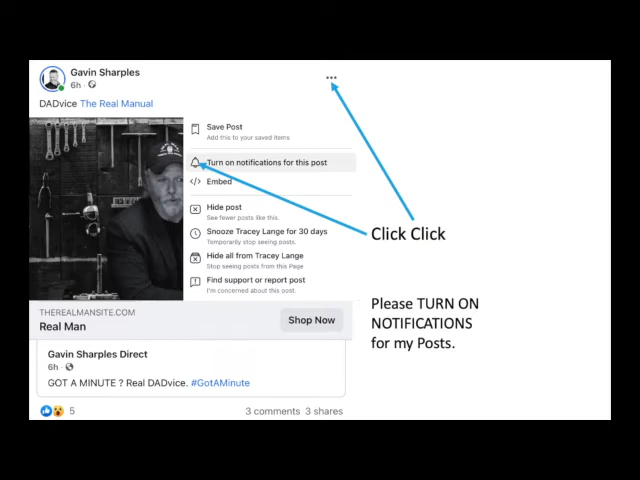 Gavin Sharples
6h ·
DADvice The Real Manual
Save Post
Add this to your saved items
Turn on notifications for this post
</> Embed
Hide post
See fewer posts like this.
Snooze Tracey Lange for 30 days
Temporarily stop seeing posts.
Hide all from Tracey Lange
Stop seeing posts from this Page
Find support or report post
I'm concerned about this post.
Click Click
Please TURN ON
NOTIFICATIONS
for my Posts.
THEREALMANSITE.COM
Real Man
Shop Now
Gavin Sharples Direct
6h ·
GOT A MINUTE ? Real DADvice. #GotAMinute
5
3 comments 3 shares